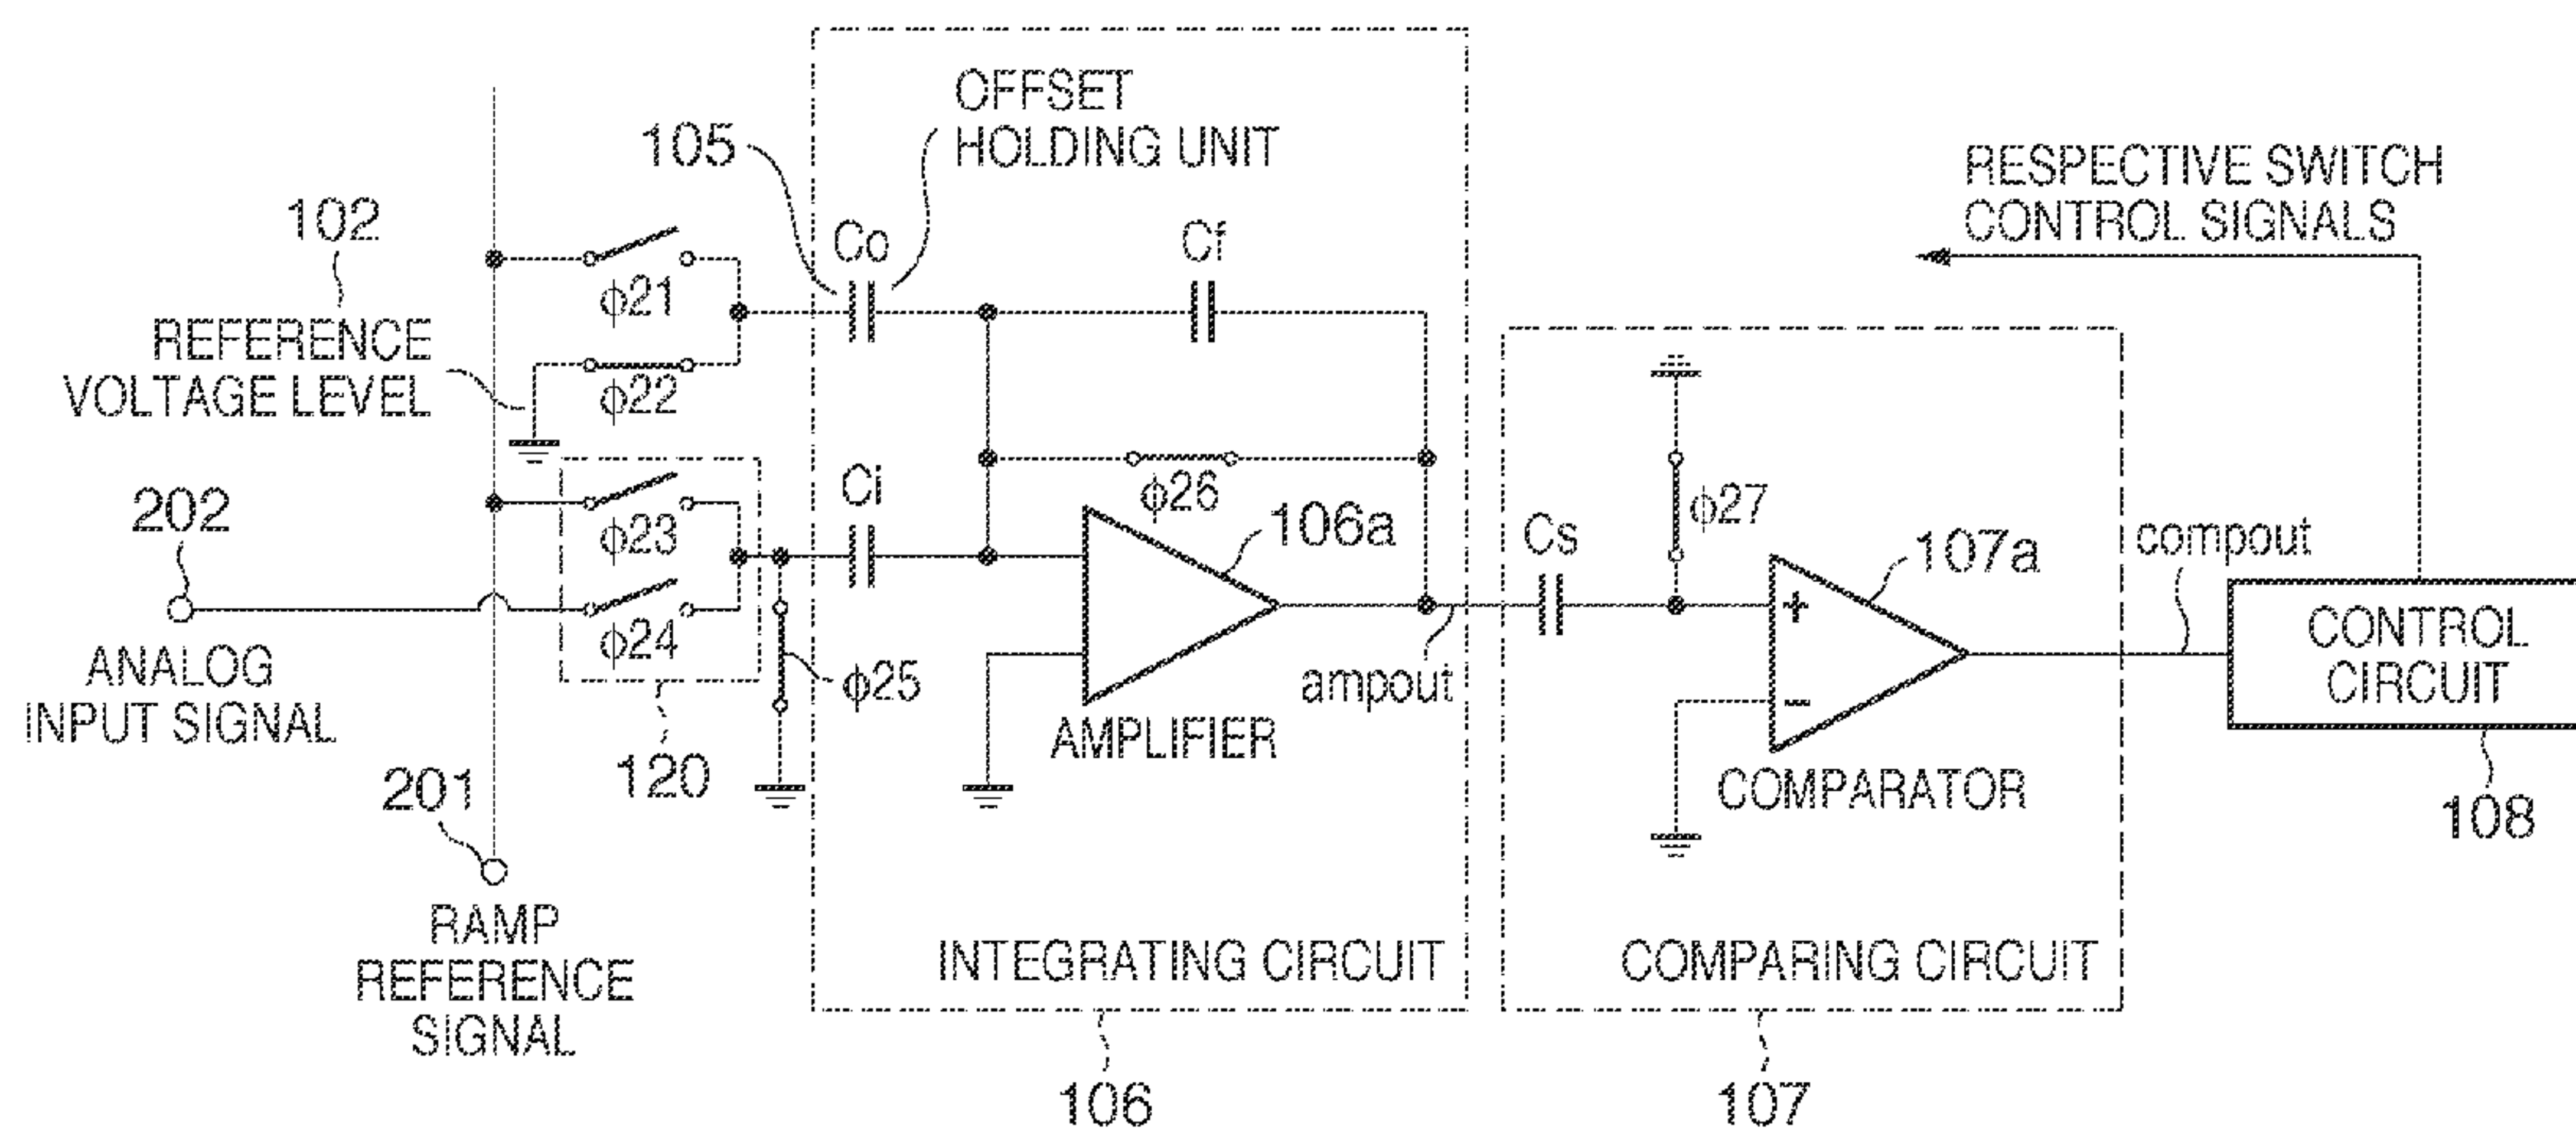 OFFSET
HOLDING UNIT
105
RESPECTIVE SWITCH
CONTROL SIGNALS
102
Co
Cf
ϕ21
REFERENCE
VOLTAGE LEVEL
ϕ22
202
Ci
ϕ26
106a
Cs
ϕ27
107a
compout
ϕ23
+
CONTROL
CIRCUIT
ANALOG
INPUT SIGNAL
ϕ24
ϕ25
ampout
-
AMPLIFIER
120
201
COMPARATOR
108
RAMP
REFERENCE
SIGNAL
INTEGRATING CIRCUIT
COMPARING CIRCUIT
106
107